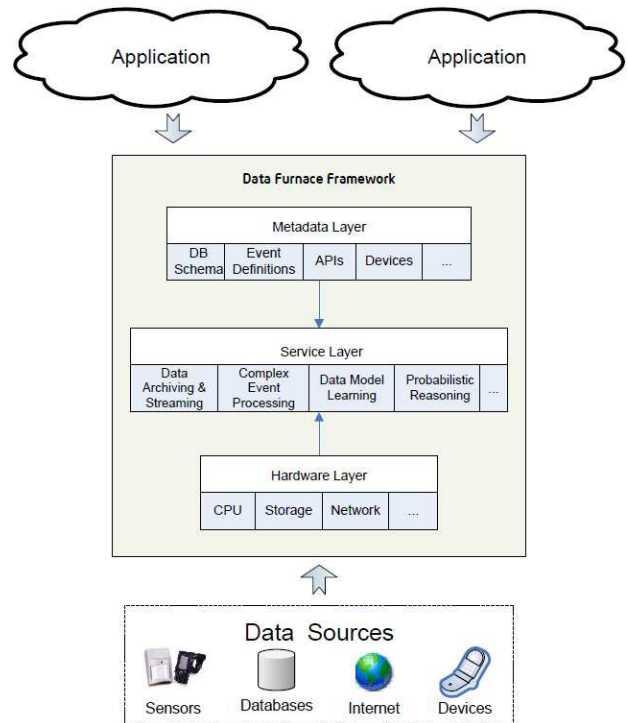 Application
Application
Data Furnace Framework
Metadata Layer
DB
Schema
Event
Definitions
APIs
Devices
...
Service Layer
Data
Archiving &
Streaming
Complex
Event
Processing
Data Model
Learning
Probabilistic
Reasoning
...
Hardware Layer
CPU
Storage
Network
...
Data Sources
Sensors
Databases
Internet
Devices